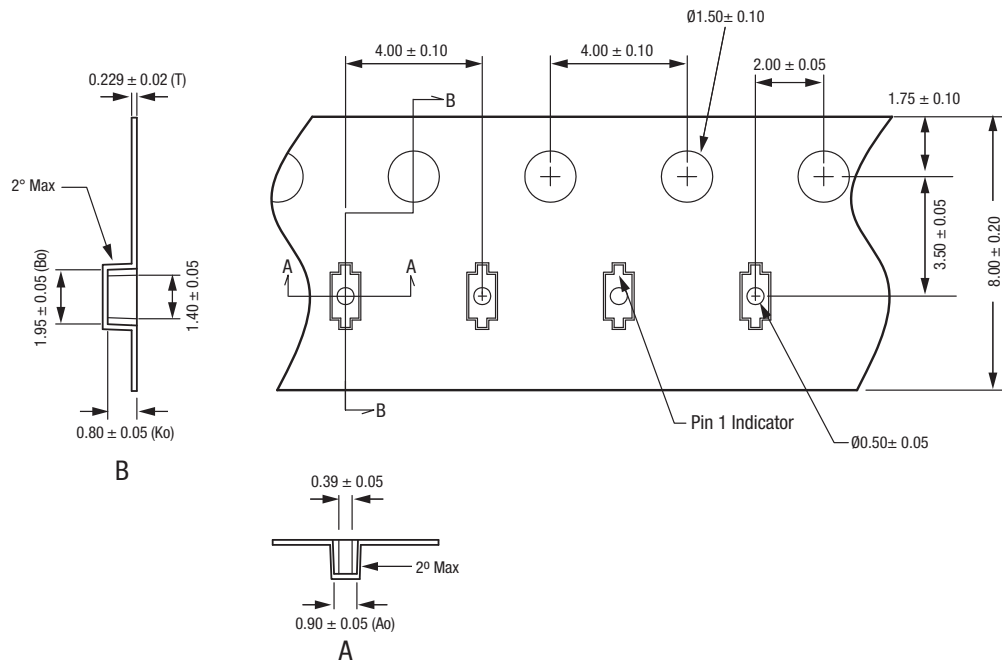 Ø1.50± 0.10
4.00 ± 0.10
4.00 ± 0.10
2.00 ± 0.05
0.229 ± 0.02 (T)
B
1.75 ± 0.10
2° Max
3.50 ± 0.05
8.00 ± 0.20
A
A
1.95 ± 0.05 (Bo)
1.40 ± 0.05
B
Pin 1 Indicator
0.80 ± 0.05 (Ko)
Ø0.50± 0.05
B
0.39 ± 0.05
2º Max
0.90 ± 0.05 (Ao)
A